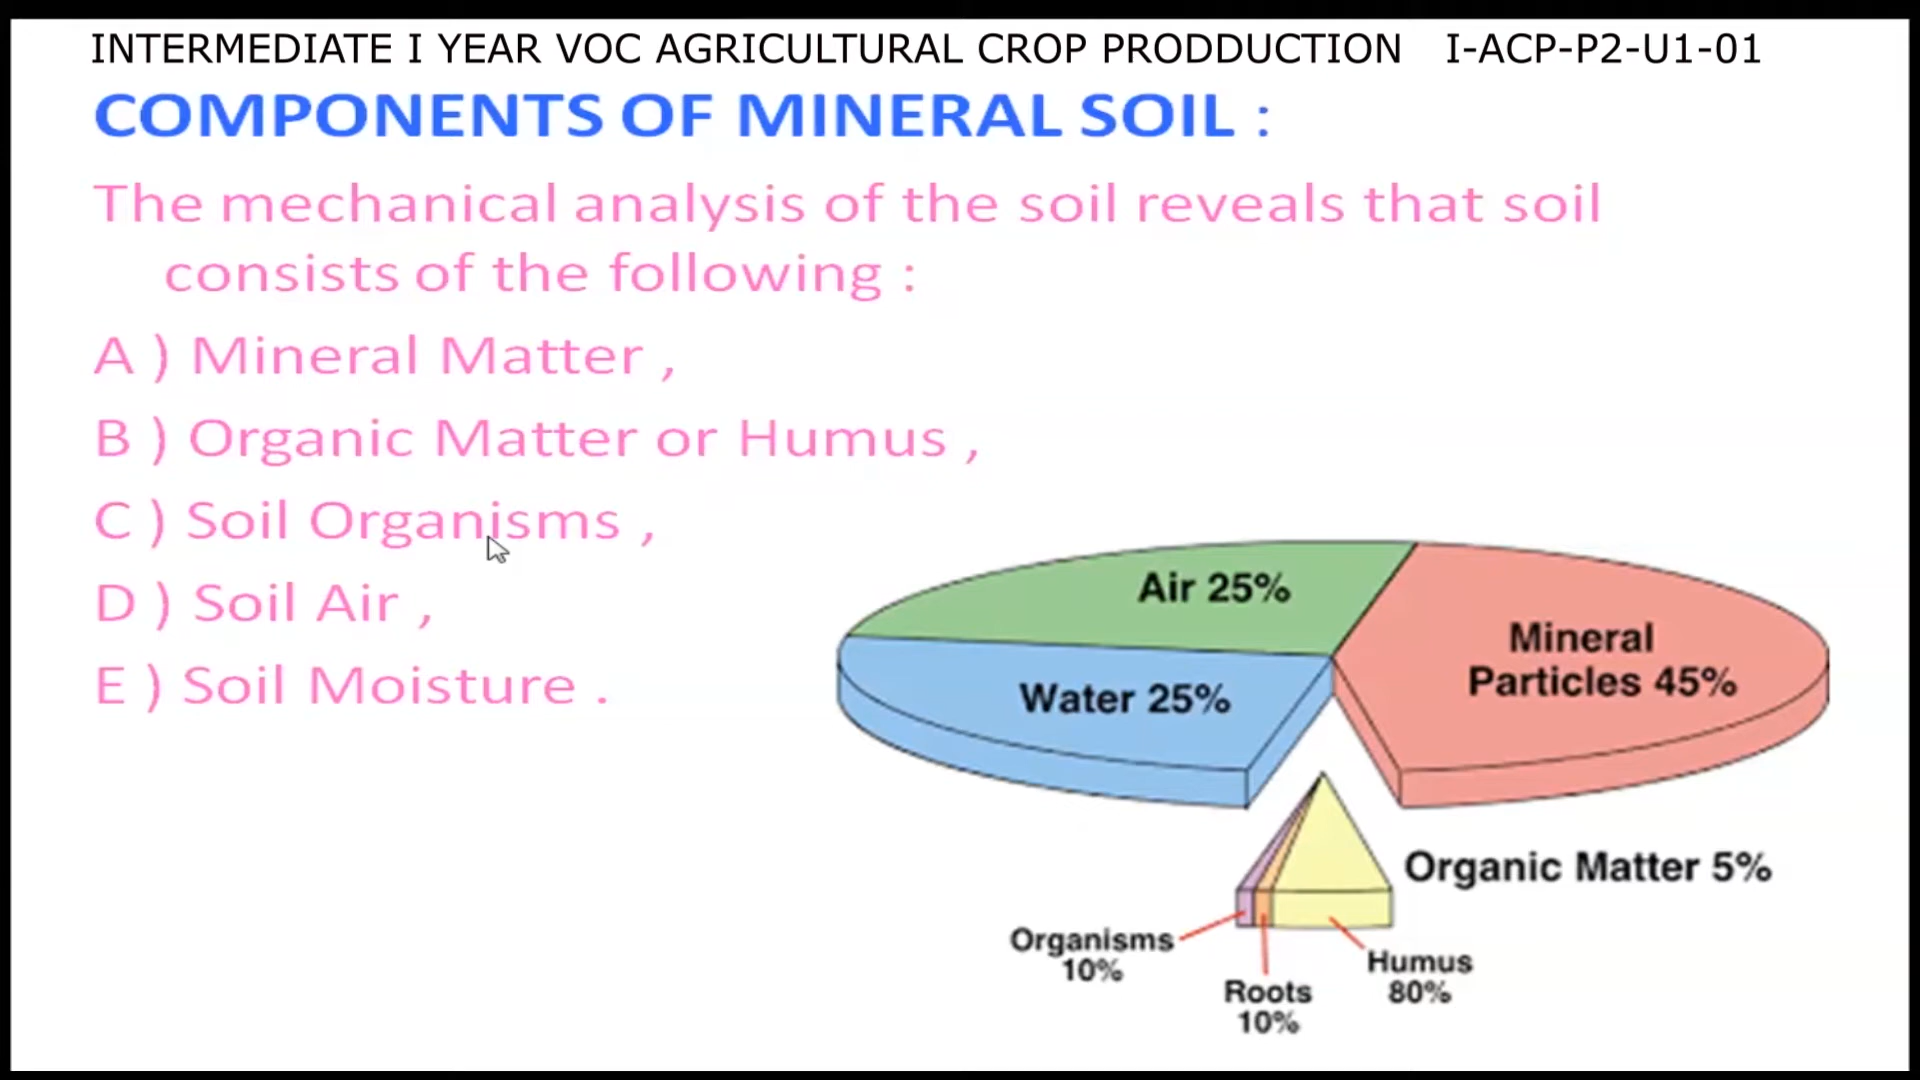 INTERMEDIATE I YEAR VOC AGRICULTURAL CROP PRODDUCTION I-ACP-P2-U1-01
COMPONENTS OF MINERAL SOIL :
The mechanical analysis of the soil reveals that soil
consists of the following :
A ) Mineral Matter ,
B ) Organic Matter or Humus ,
C ) Soil Organisms ,
D ) Soil Air ,
E ) Soil Moisture .
Air 25%
Mineral
Particles 45%
Water 25%
Organic Matter 5%
Organisms
10%
Roots
10%
Humus
80%